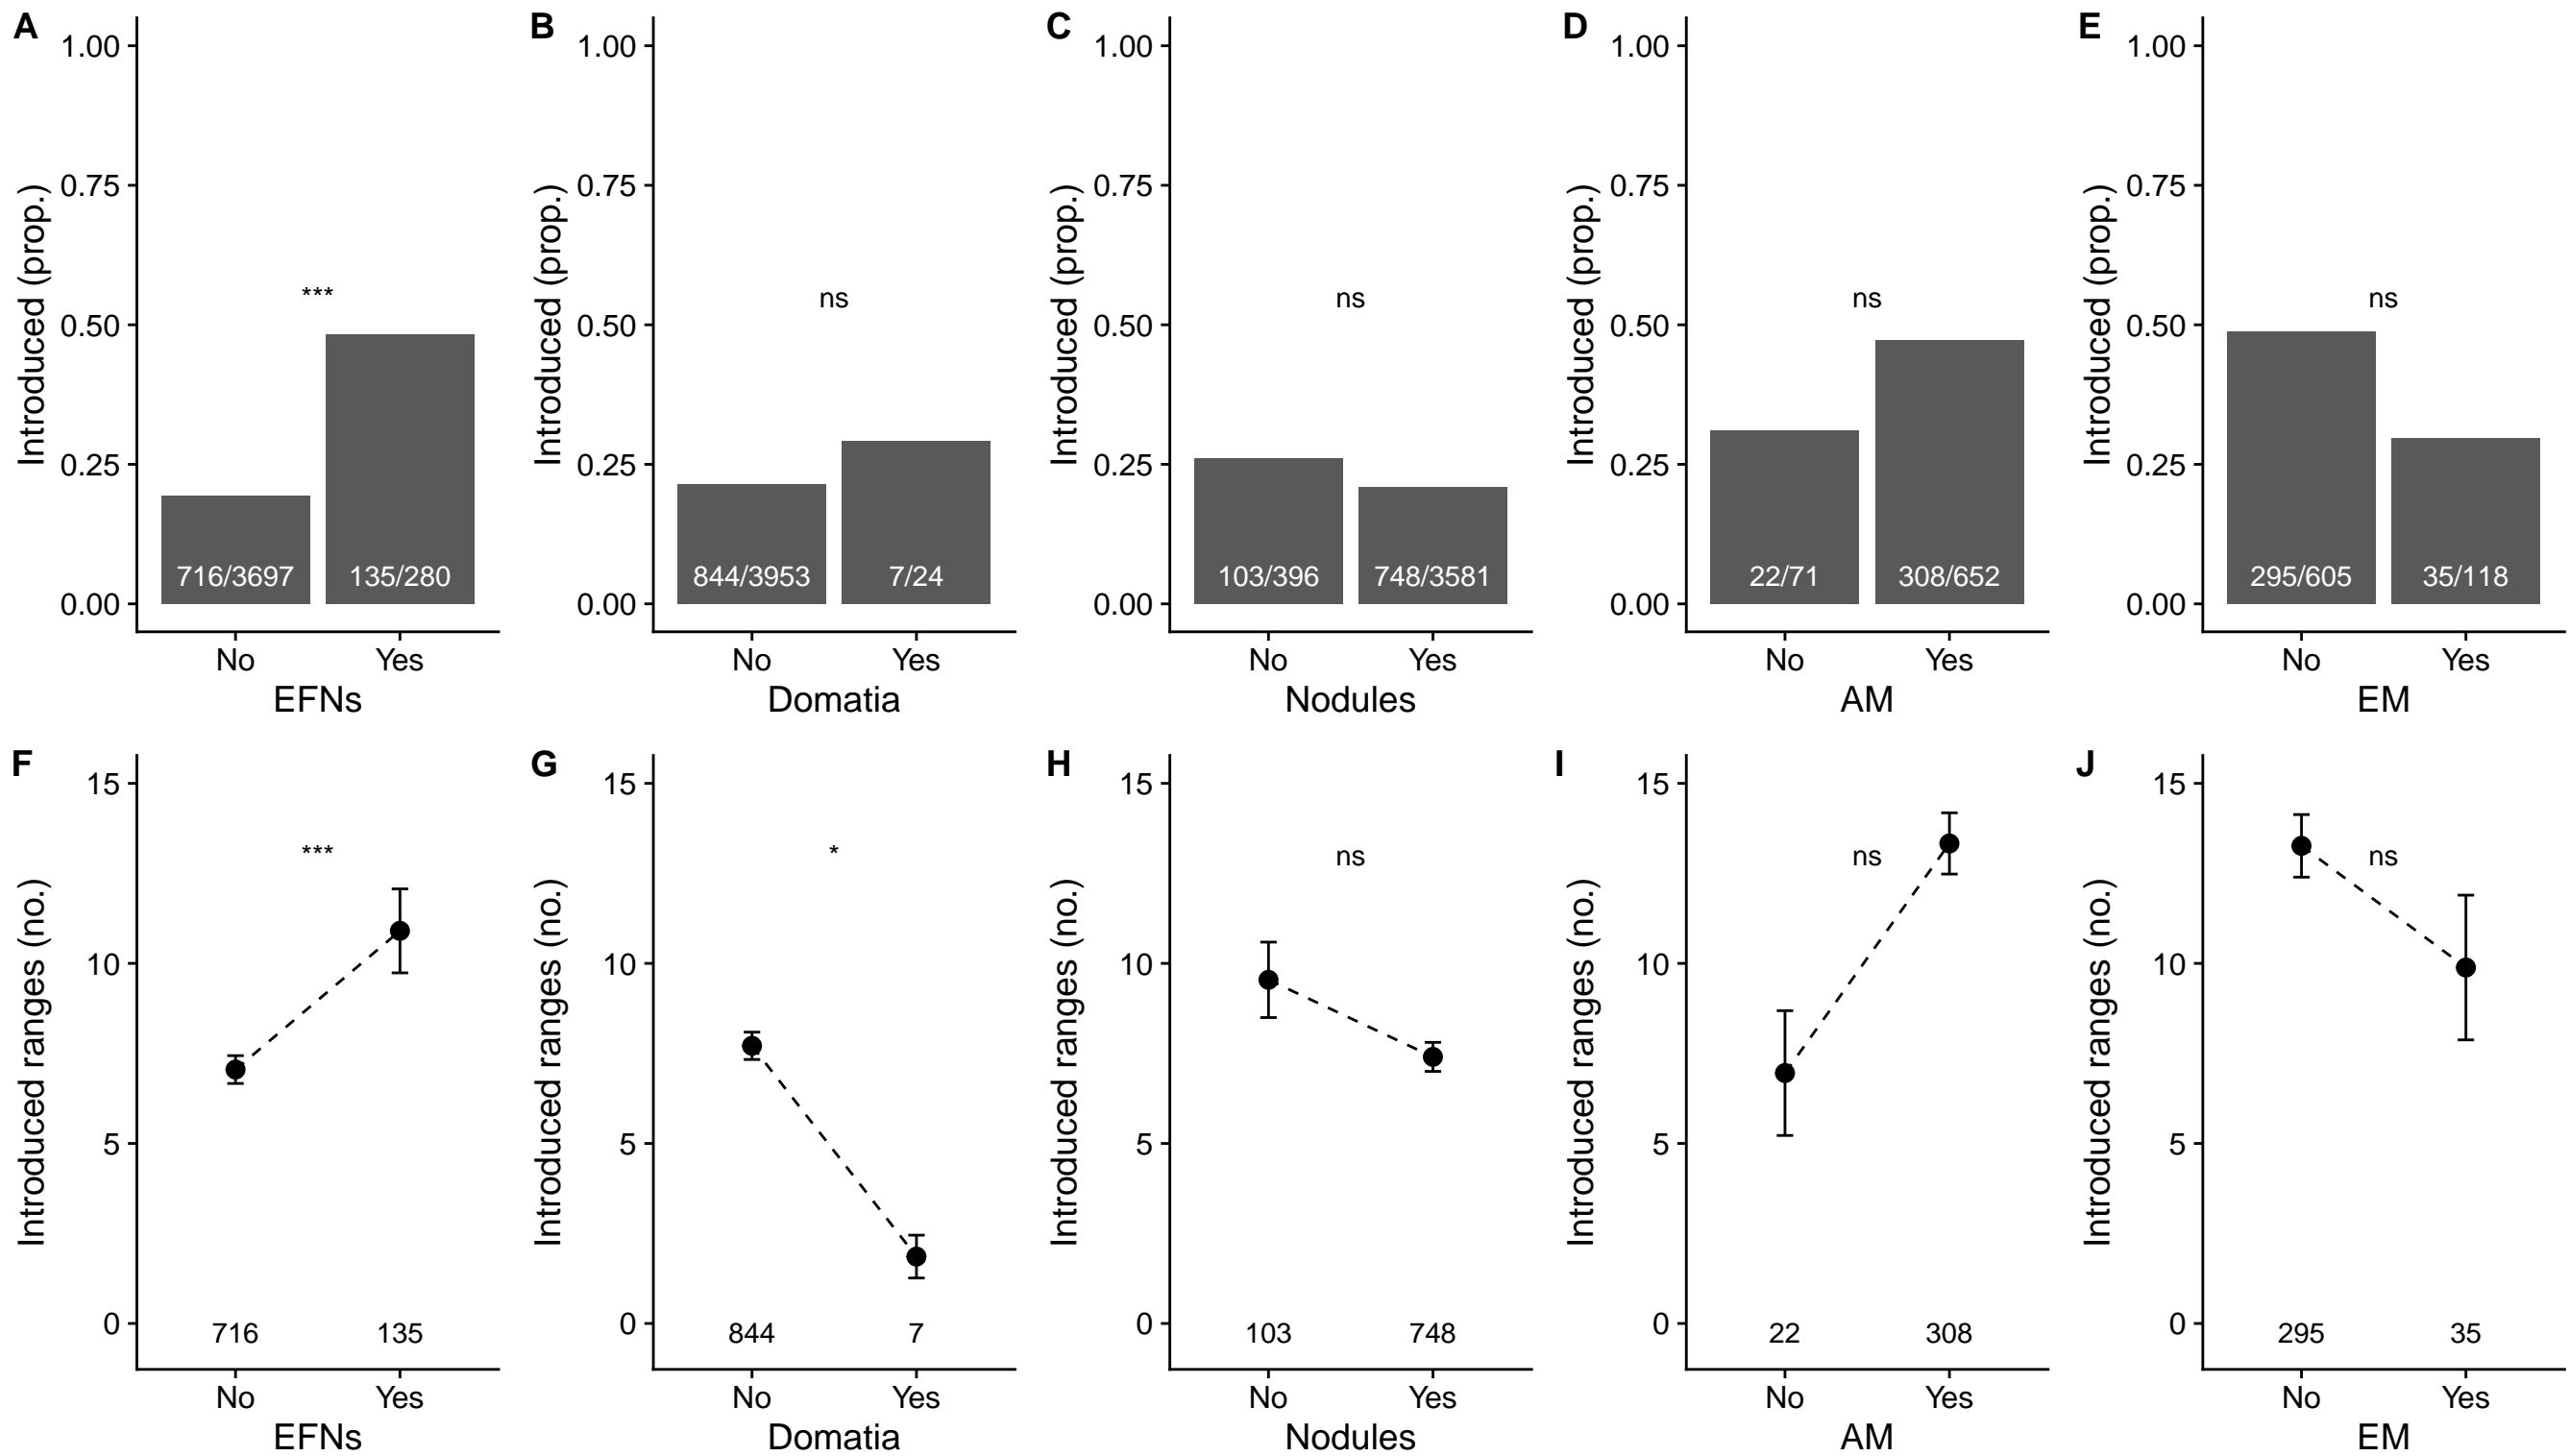 A
1.00
0.75
0.50
0.25
0.00
Introduced (prop.)
***
716/3697
135/280
No
Yes
EFNs
B
1.00
0.75
0.50
0.25
0.00
Introduced (prop.)
ns
844/3953
7/24
No
Yes
Domatia
C
1.00
0.75
0.50
0.25
0.00
Introduced (prop.)
ns
103/396
748/3581
No
Yes
Nodules
D
1.00
0.75
0.50
0.25
0.00
Introduced (prop.)
ns
22/71
308/652
No
Yes
AM
E
1.00
0.75
0.50
0.25
0.00
Introduced (prop.)
ns
295/605
35/118
No
Yes
EM
F
15
10
5
0
Introduced ranges (no.)
***
716
135
No
Yes
EFNs
G
15
10
5
0
Introduced ranges (no.)
*
844
7
No
Yes
Domatia
H
15
10
5
0
Introduced ranges (no.)
ns
103
748
No
Yes
Nodules
I
15
10
5
0
Introduced ranges (no.)
ns
22
308
No
Yes
AM
J
15
10
5
0
Introduced ranges (no.)
ns
295
35
No
Yes
EM